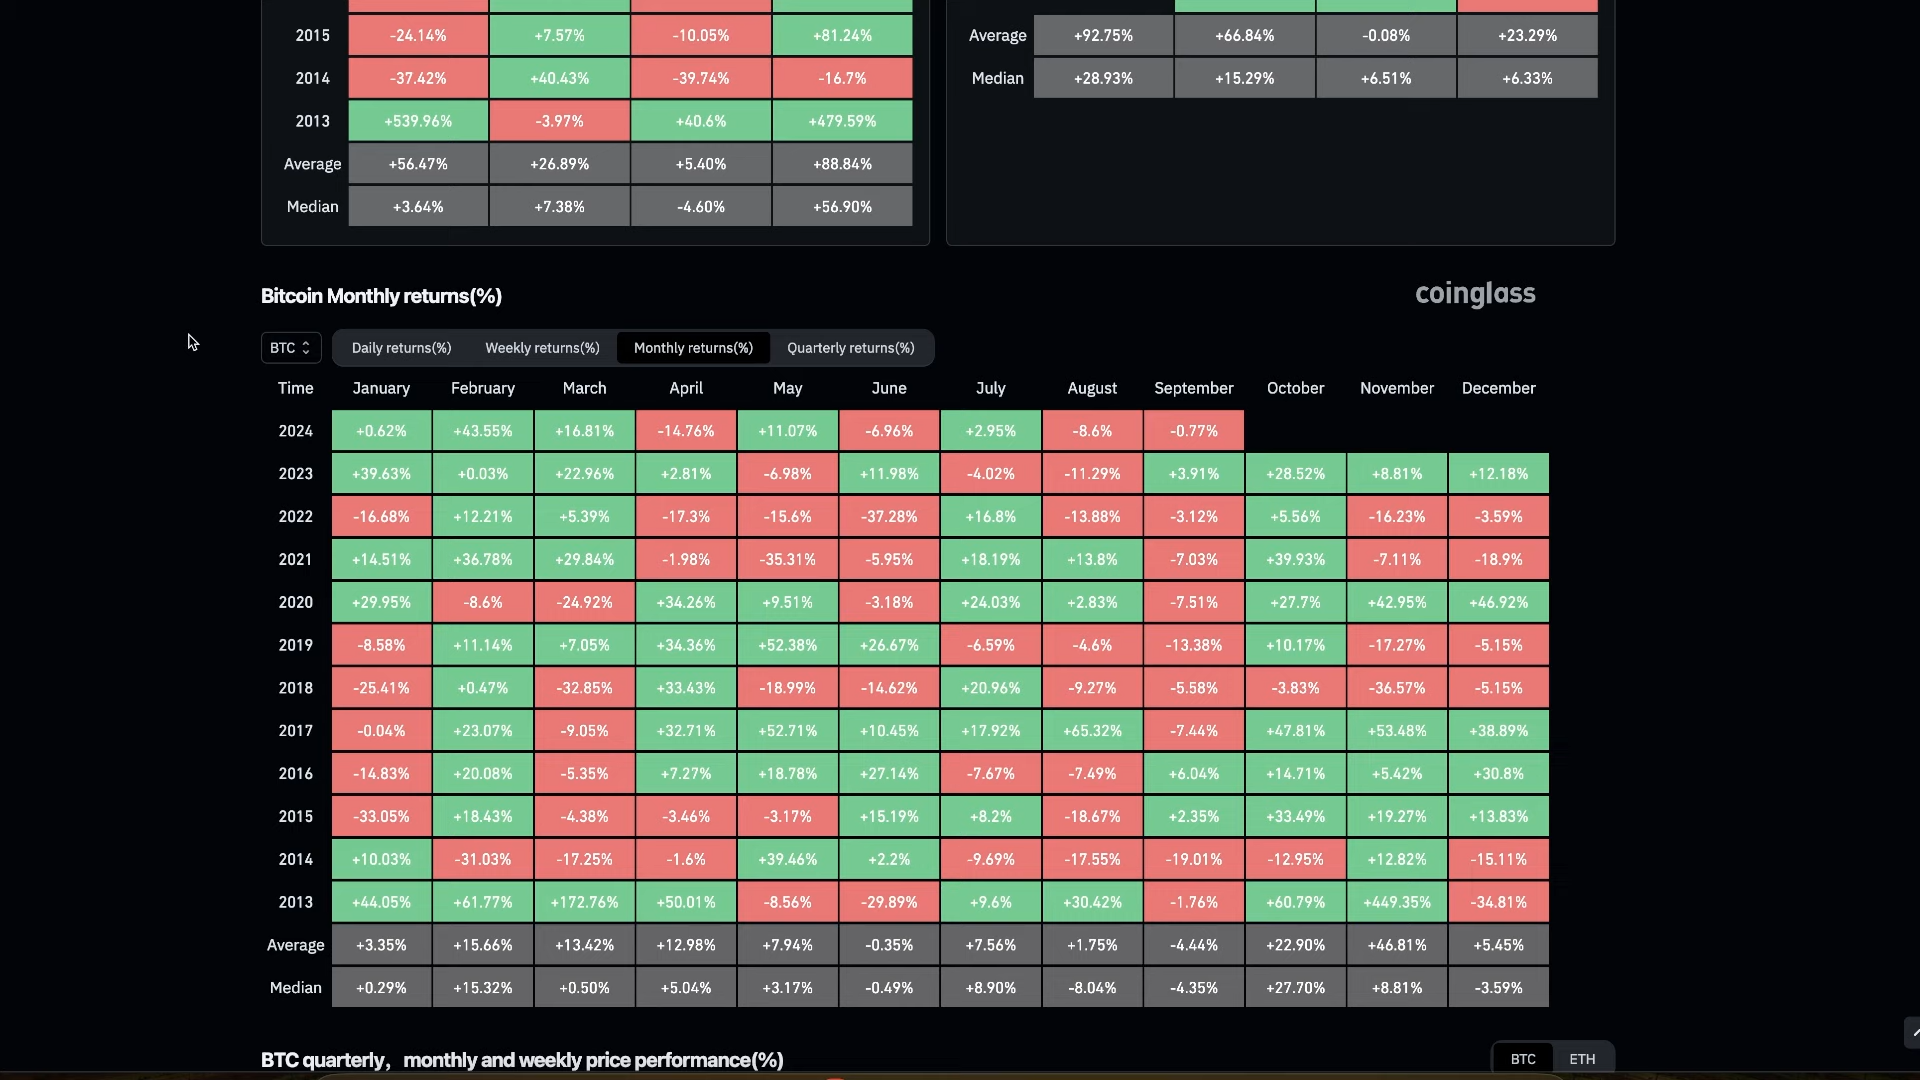 2015 -24.14% +7.57% -10.05% +81.24%
2014 -37.42% +40.43% -39.74% -16.7%
2013 +539.96% -3.97% +40.6% +479.59%
Average +56.47% +26.89% +5.40% +88.84%
Median +3.64% +7.38% -4.60% +56.90%
Average +92.75% +66.84% -0.08% +23.29%
Median +28.93% +15.29% +6.51% +6.33%
Bitcoin Monthly returns(%)
coinglass
BTC Daily returns(%) Weekly returns(%) Monthly returns(%) Quarterly returns(%)
Time January February March April May June July August September October November December
2024 +0.62% +43.55% +16.81% -14.76% +11.07% -6.96% +2.95% -8.6% -0.77%
2023 +39.63% +0.03% +22.96% +2.81% -6.98% +11.98% -4.02% -11.29% +3.91% +28.52% +8.81% +12.18%
2022 -16.68% +12.21% +5.39% -17.3% -15.6% -37.28% +16.8% -13.88% -3.12% +5.56% -16.23% -3.59%
2021 +14.51% +36.78% +29.84% -1.98% -35.31% -5.95% +18.19% +13.8% -7.03% +39.93% -7.11% -18.9%
2020 +29.95% -8.6% -24.92% +34.26% +9.51% -3.18% +24.03% +2.83% -7.51% +27.7% +42.95% +46.92%
2019 -8.58% +11.14% +7.05% +34.36% +52.38% +26.67% -6.59% -4.6% -13.38% +10.17% -17.27% -5.15%
2018 -25.41% +0.47% -32.85% +33.43% -18.99% -14.62% +20.96% -9.27% -5.58% -3.83% -36.57% -5.15%
2017 -0.04% +23.07% -9.05% +32.71% +52.71% +10.45% +17.92% +65.32% -7.44% +47.81% +53.48% +38.89%
2016 -14.83% +20.08% -5.35% +7.27% +18.78% +27.14% -7.67% -7.49% +6.04% +14.71% +5.42% +30.8%
2015 -33.05% +18.43% -4.38% -3.46% -3.17% +15.19% +8.2% -18.67% +2.35% +33.49% +19.27% +13.83%
2014 +10.03% -31.03% -17.25% -1.6% +39.46% +2.2% -9.69% -17.55% -19.01% -12.95% +12.82% -15.11%
2013 +44.05% +61.77% +172.76% +50.01% -8.56% -29.89% +9.6% +30.42% -1.76% +60.79% +449.35% -34.81%
Average +3.35% +15.66% +13.42% +12.98% +7.94% -0.35% +7.56% +1.75% -4.44% +22.90% +46.81% +5.45%
Median +0.29% +15.32% +0.50% +5.04% +3.17% -0.49% +8.90% -8.04% -4.35% +27.70% +8.81% -3.59%
BTC quarterly，monthly and weekly price performance(%)
BTC ETH